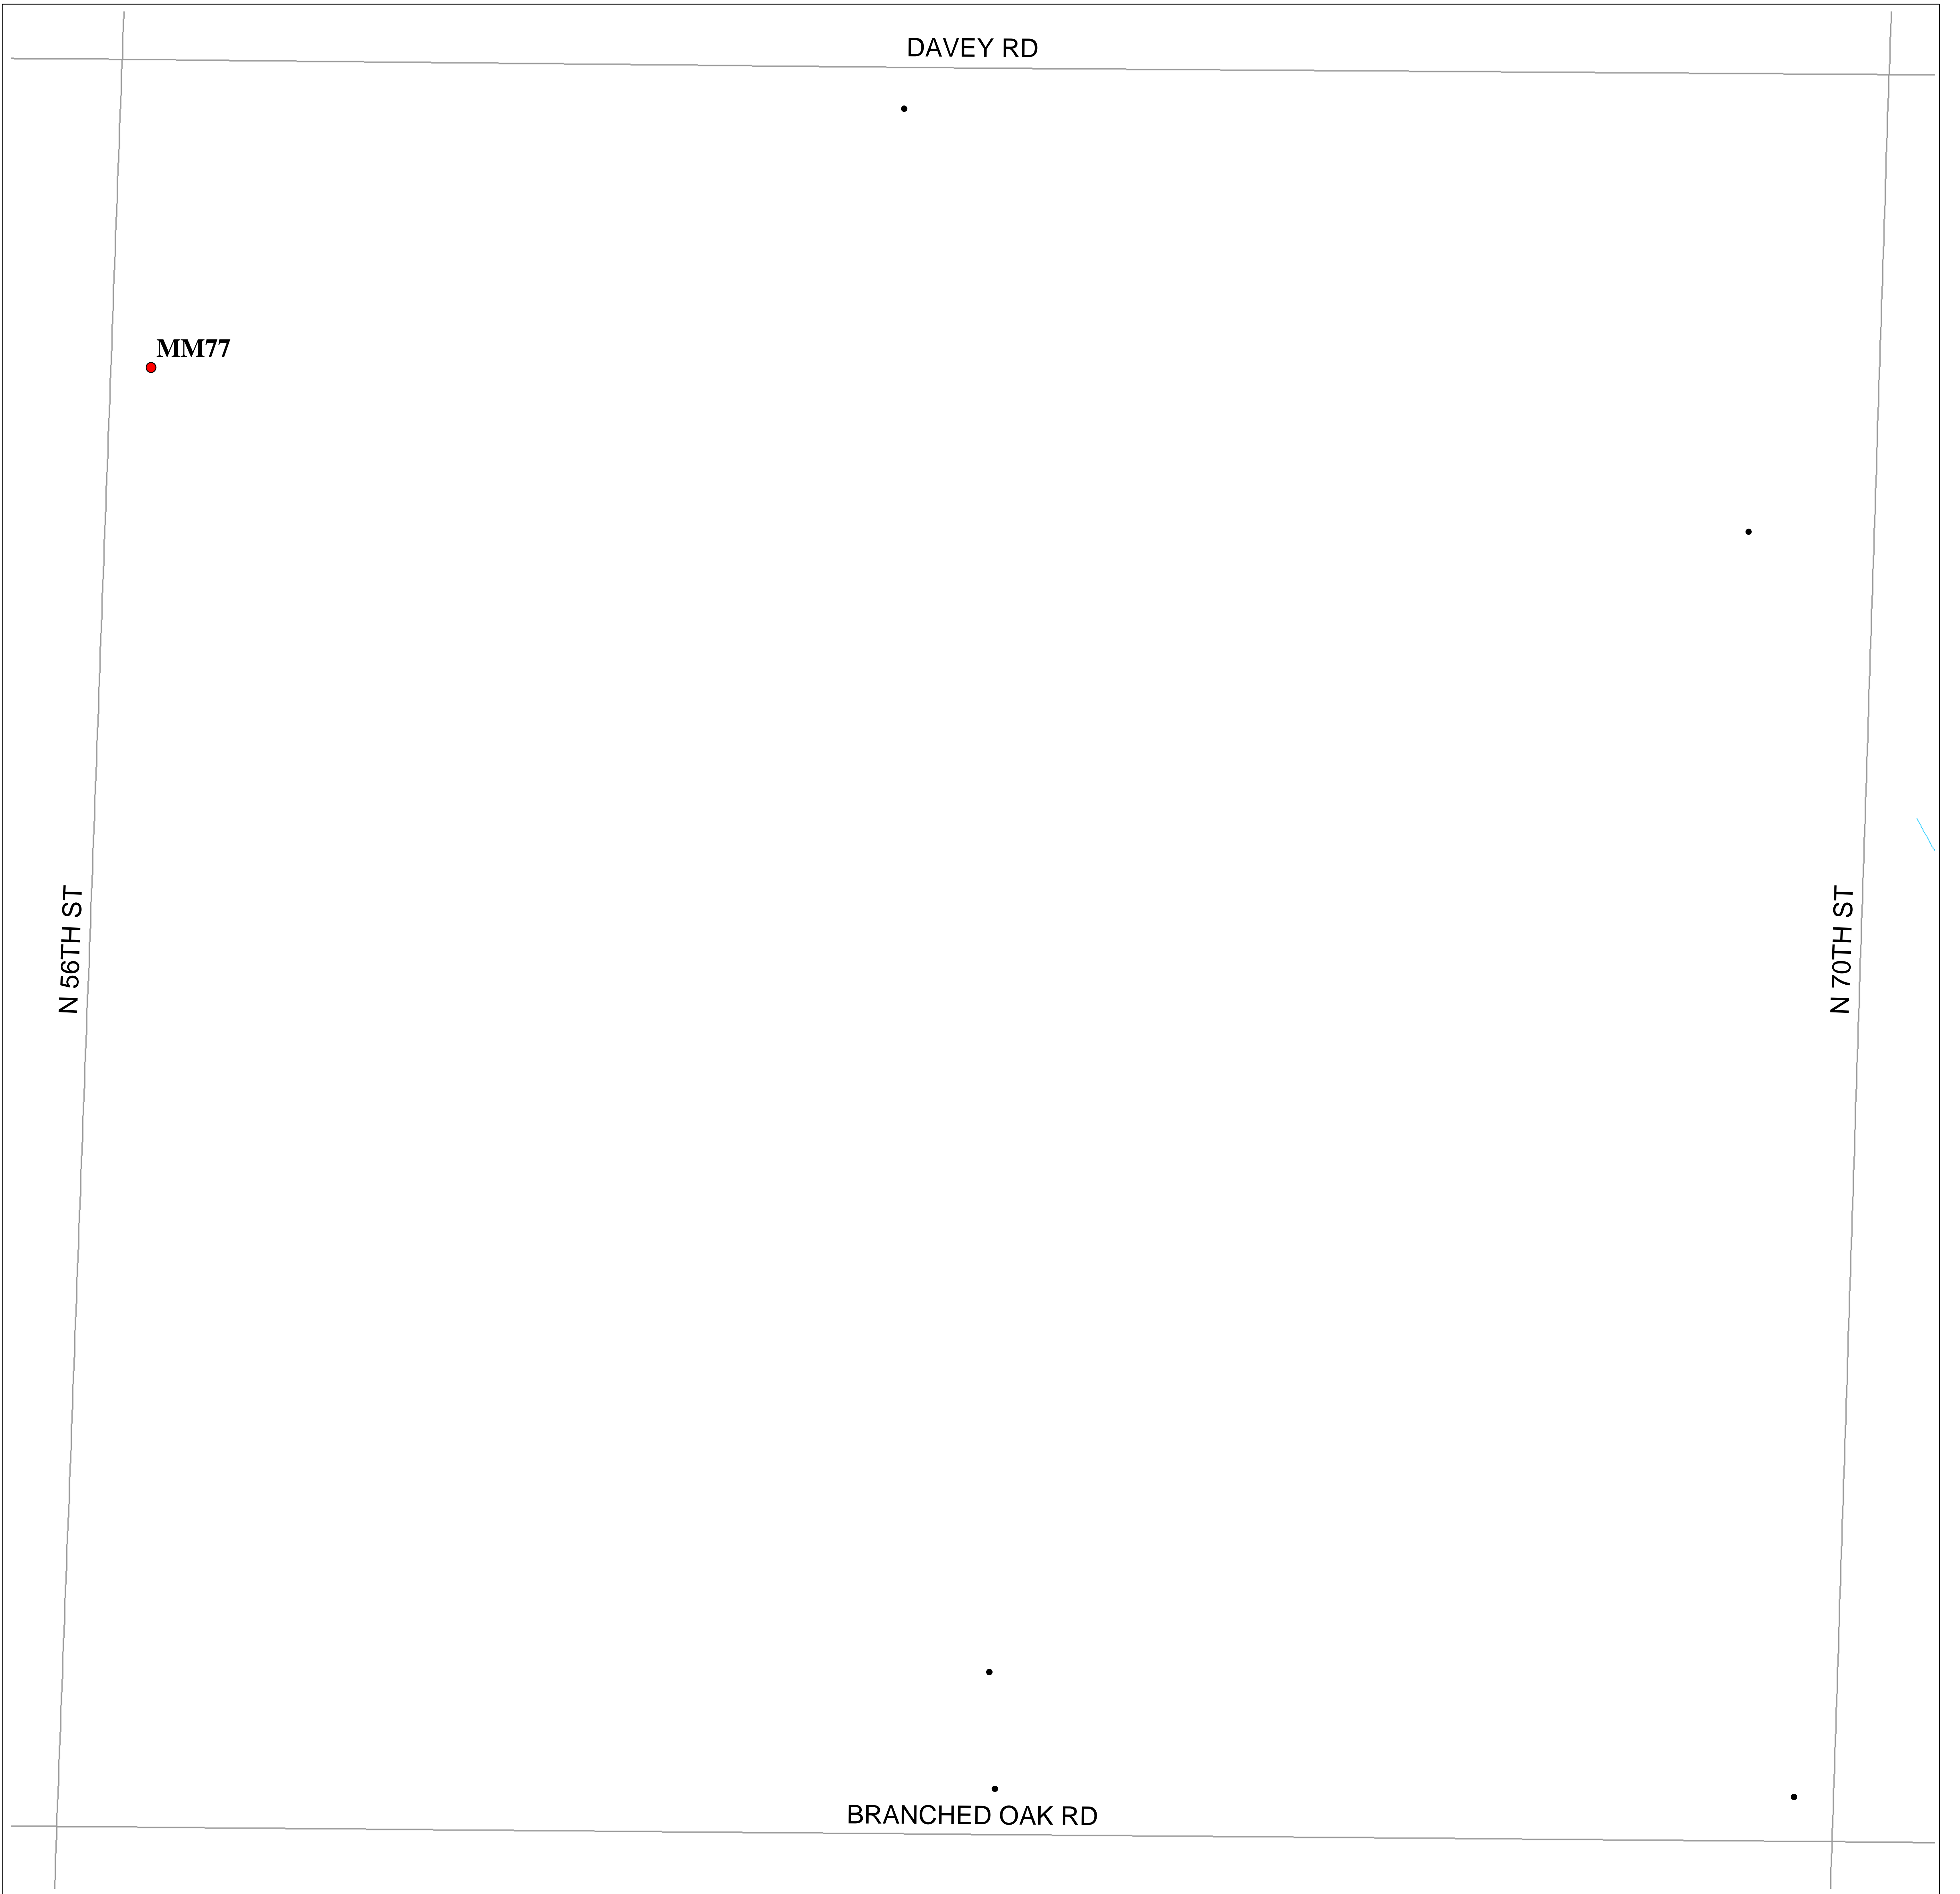 DAVEY RD
MM77
N 56TH ST
N 70TH ST
BRANCHED OAK RD